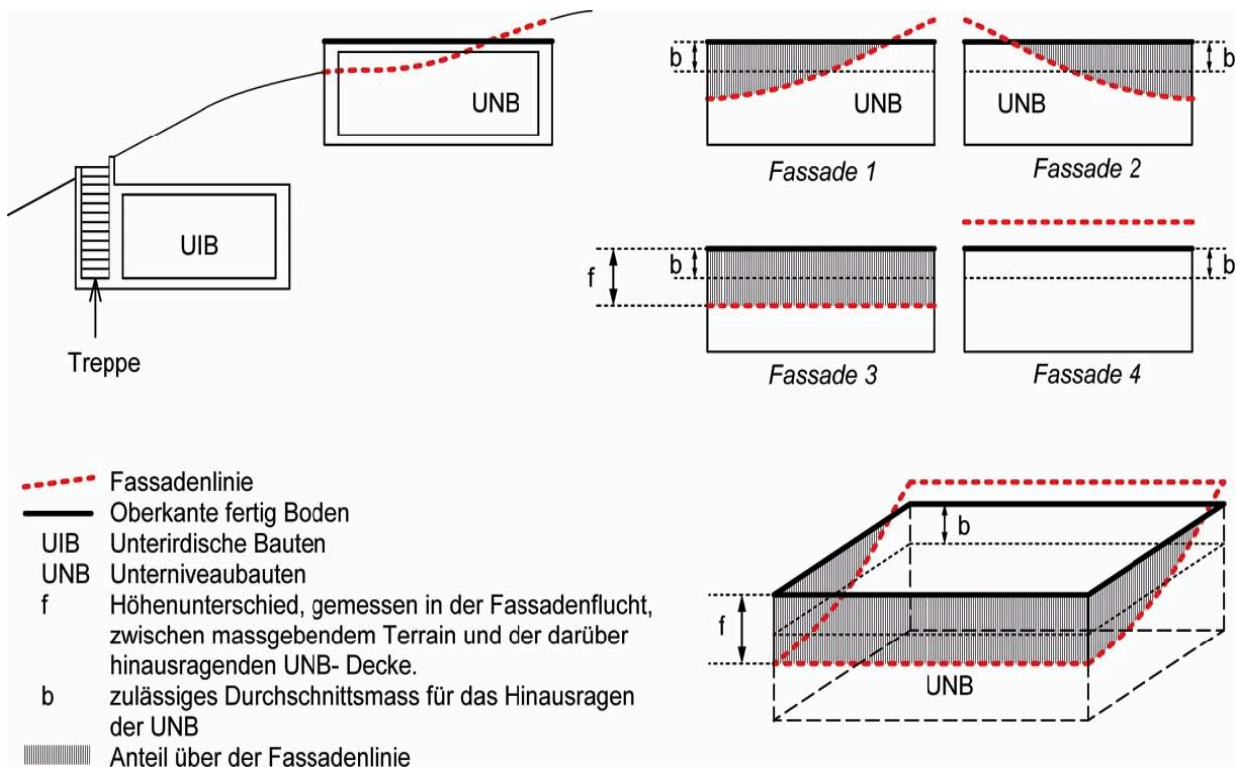 UNB
UIB
Treppe
b
UNB
Fassade 1
b
UNB
Fassade 2
f
b
Fassade 3
b
Fassade 4
Fassadenlinie
Oberkante fertig Boden
UIB Unterirdische Bauten
UNB Unterniveaubauten
f Höhenunterschied, gemessen in der Fassadenflucht,
zwischen massgebendem Terrain und der darüber
hinausragenden UNB- Decke.
b zulässiges Durchschnittsmass für das Hinausragen
der UNB
Anteil über der Fassadenlinie
b
f
UNB